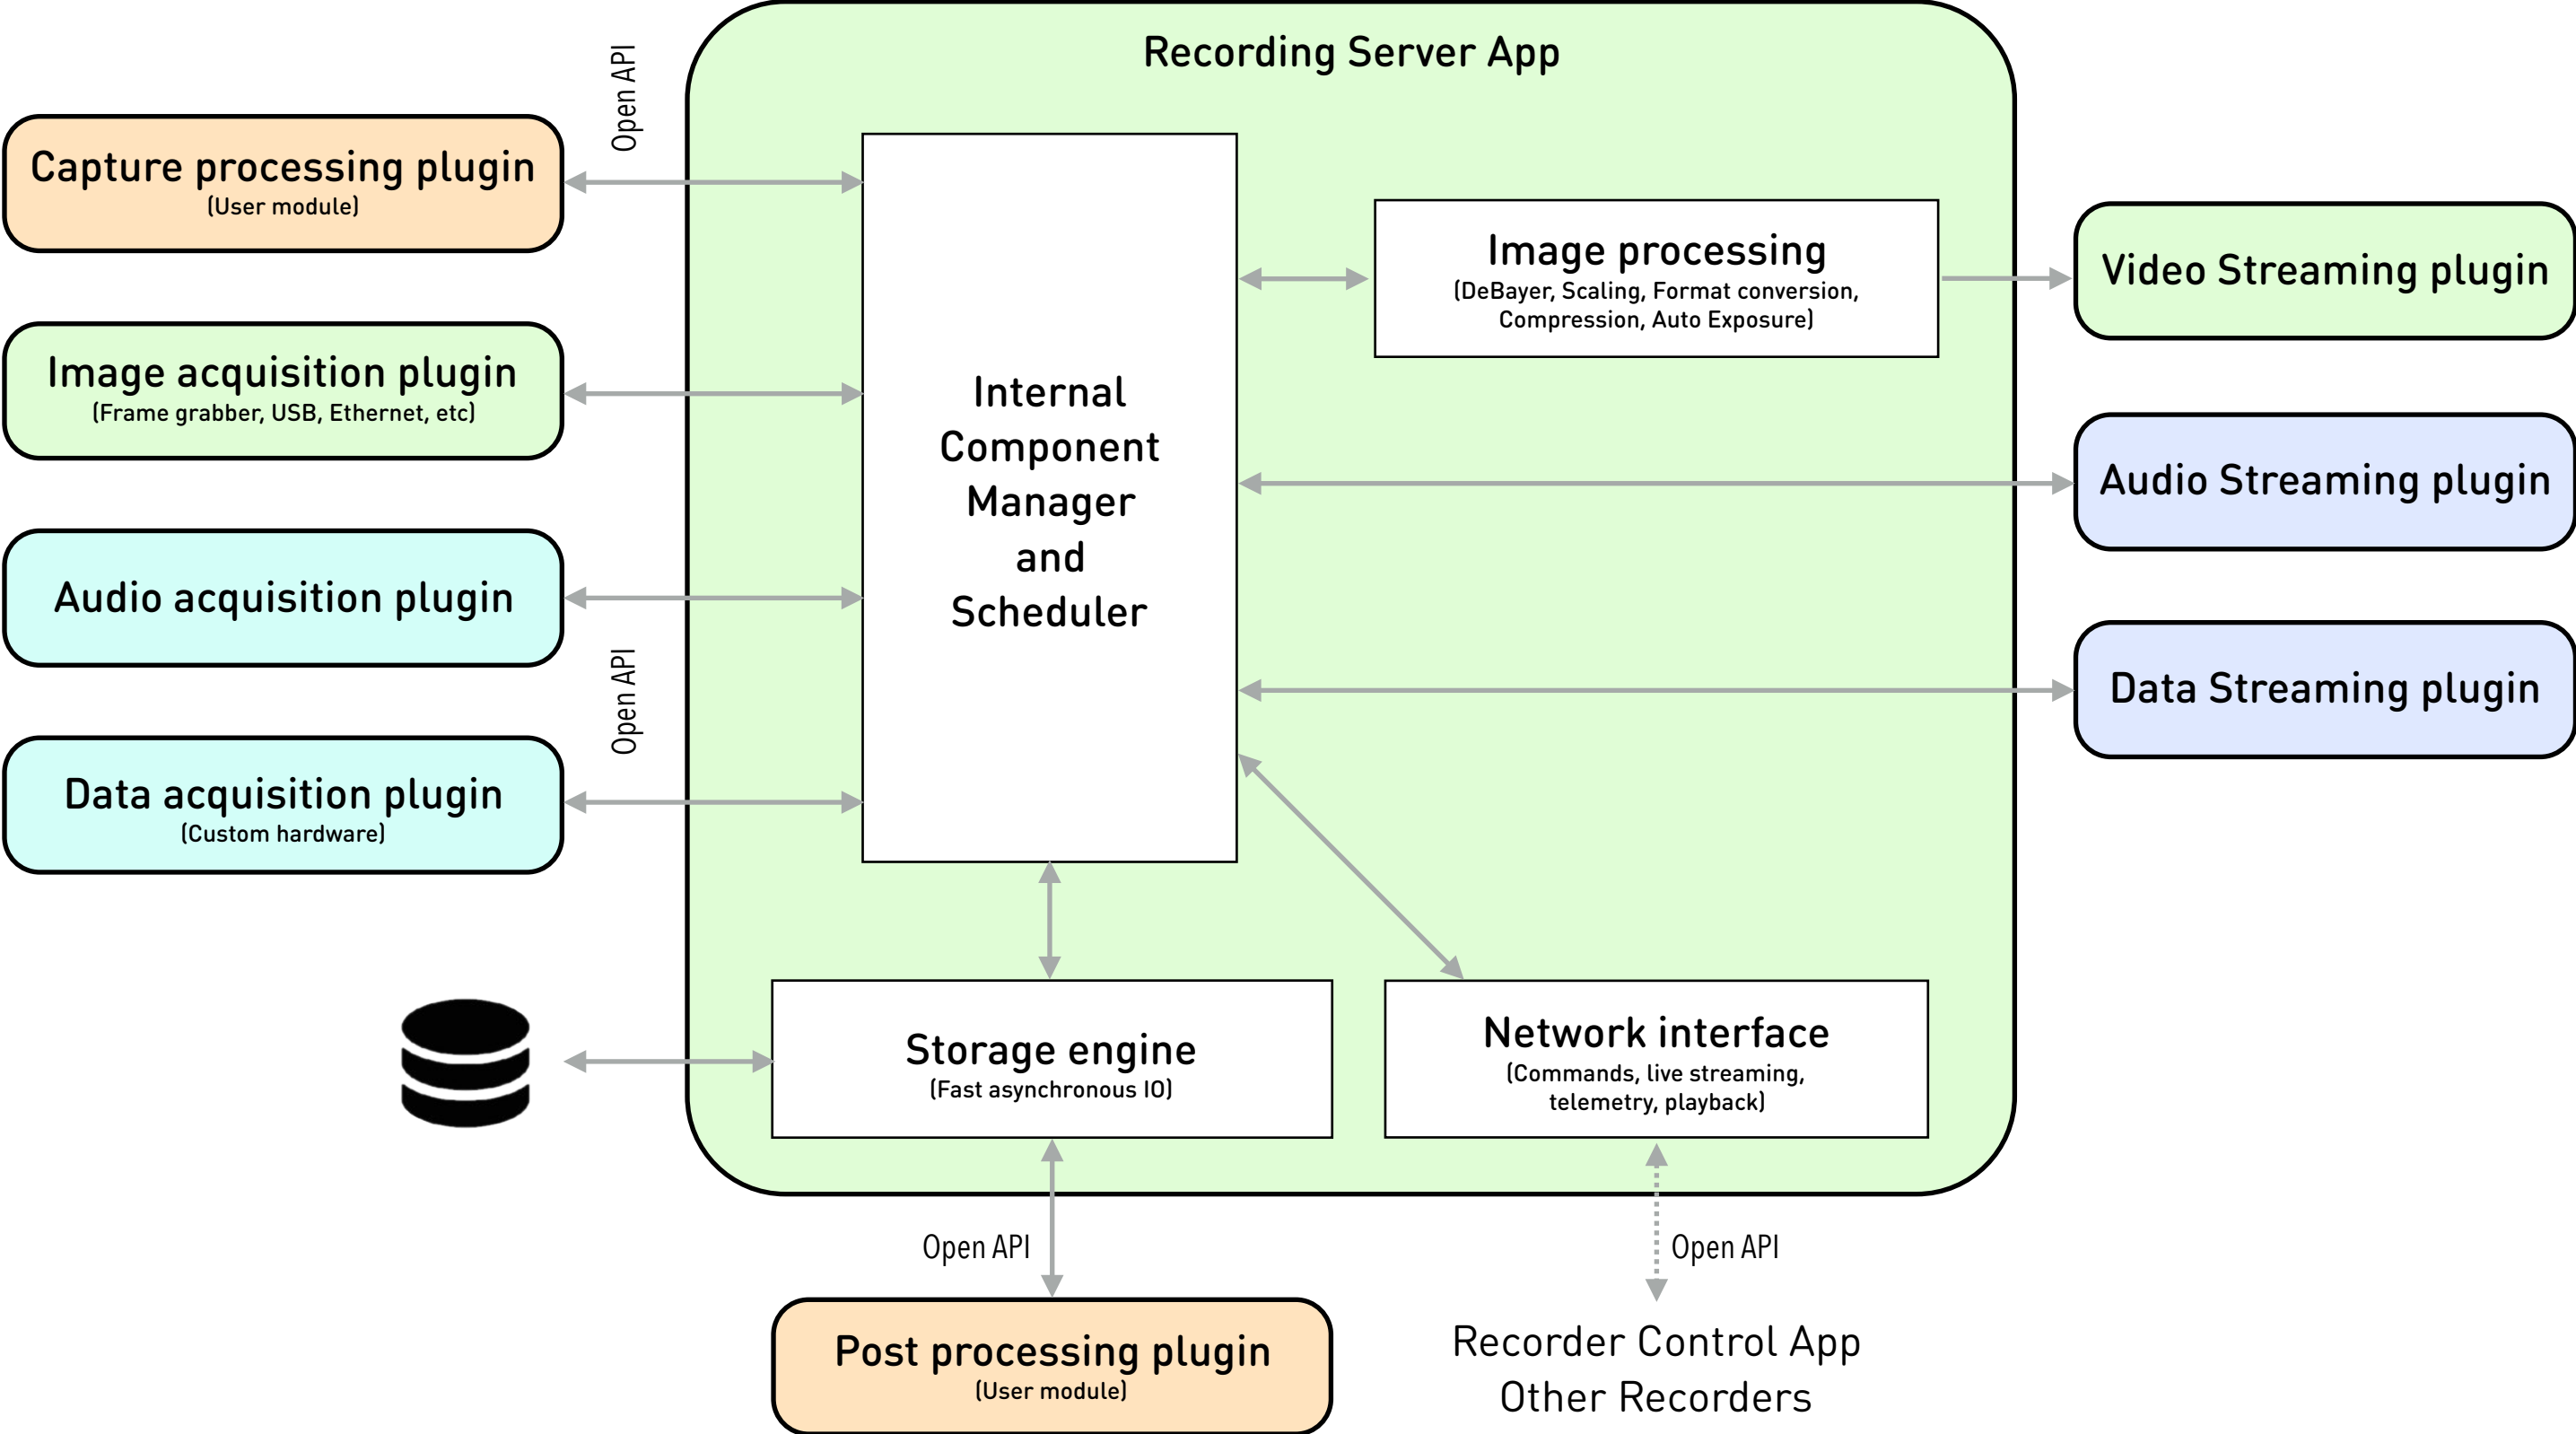 Recording Server App
Open API
Capture processing plugin
(User module)
Image acquisition plugin
(Frame grabber, USB, Ethernet, etc)
Audio acquisition plugin
Open API
Data acquisition plugin
(Custom hardware)
Internal
Component
Manager
and
Scheduler
Image processing
(DeBayer, Scaling, Format conversion,
Compression, Auto Exposure)
Video Streaming plugin
Audio Streaming plugin
Data Streaming plugin
Storage engine
(Fast asynchronous IO)
Network interface
(Commands, live streaming,
telemetry, playback)
Open API
Open API
Post processing plugin
(User module)
Recorder Control App
Other Recorders